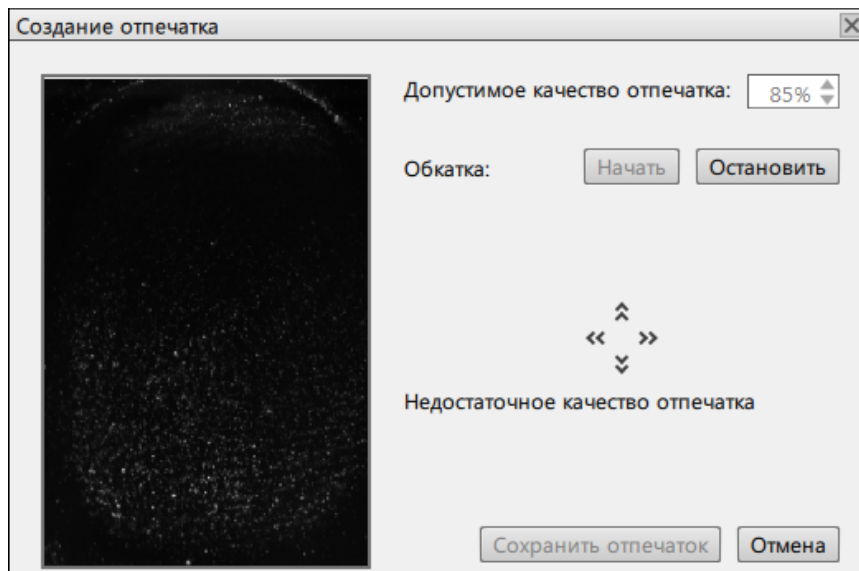 Создание отпечатка
Допустимое качество отпечатка: 85%
Обкатка: Начать Остановить
Недостаточное качество отпечатка
Сохранить отпечаток Отмена